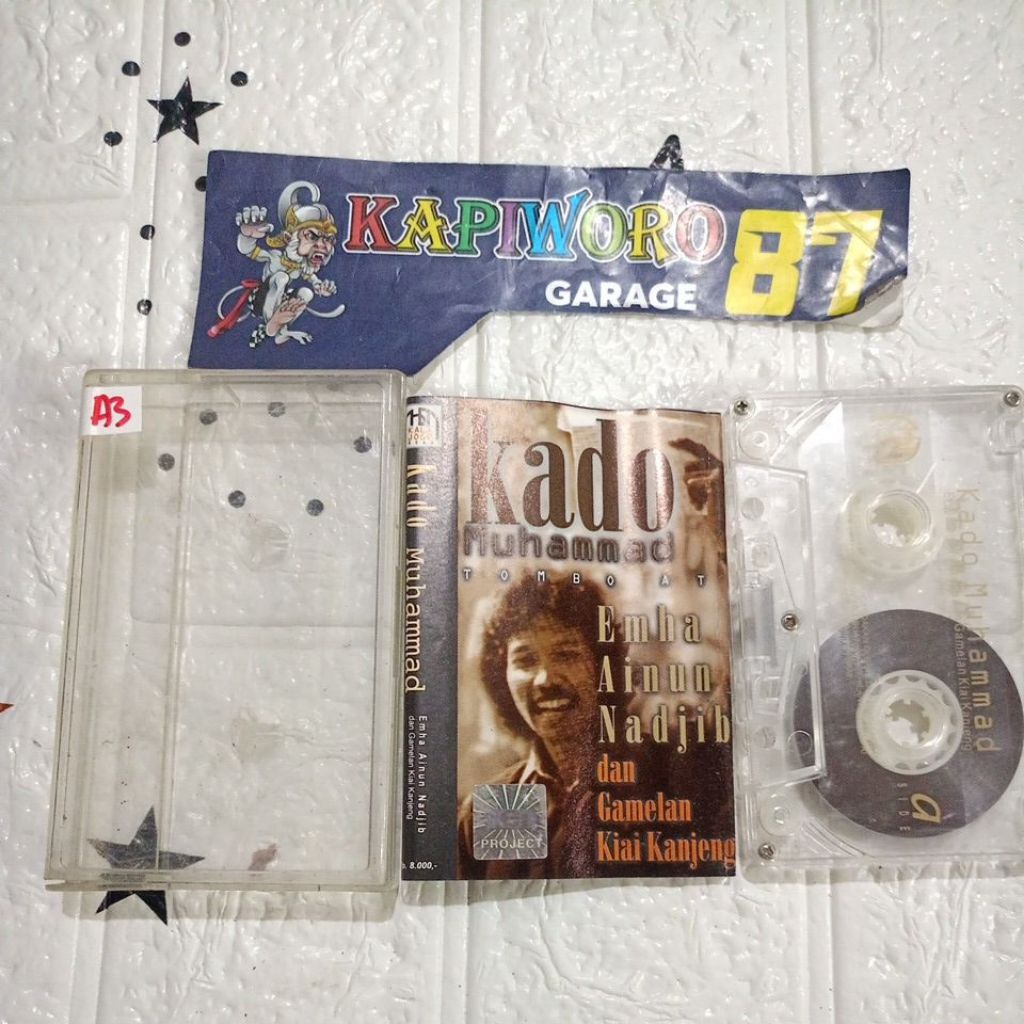 KAPIWORO 87
GARAGE
A3
Kado Muhammad
Emha Ainun Nadjib
dan Gamelan Kiai Kanjeng
8.000,-
kado
Muhammad
TOMBO ATI
Emha
Ainun
Nadjib
dan
Gamelan
Kiai Kanjeng
PROJECT
Kado Muhammad
Gamelan Kiai Kanjeng
SIDE
a